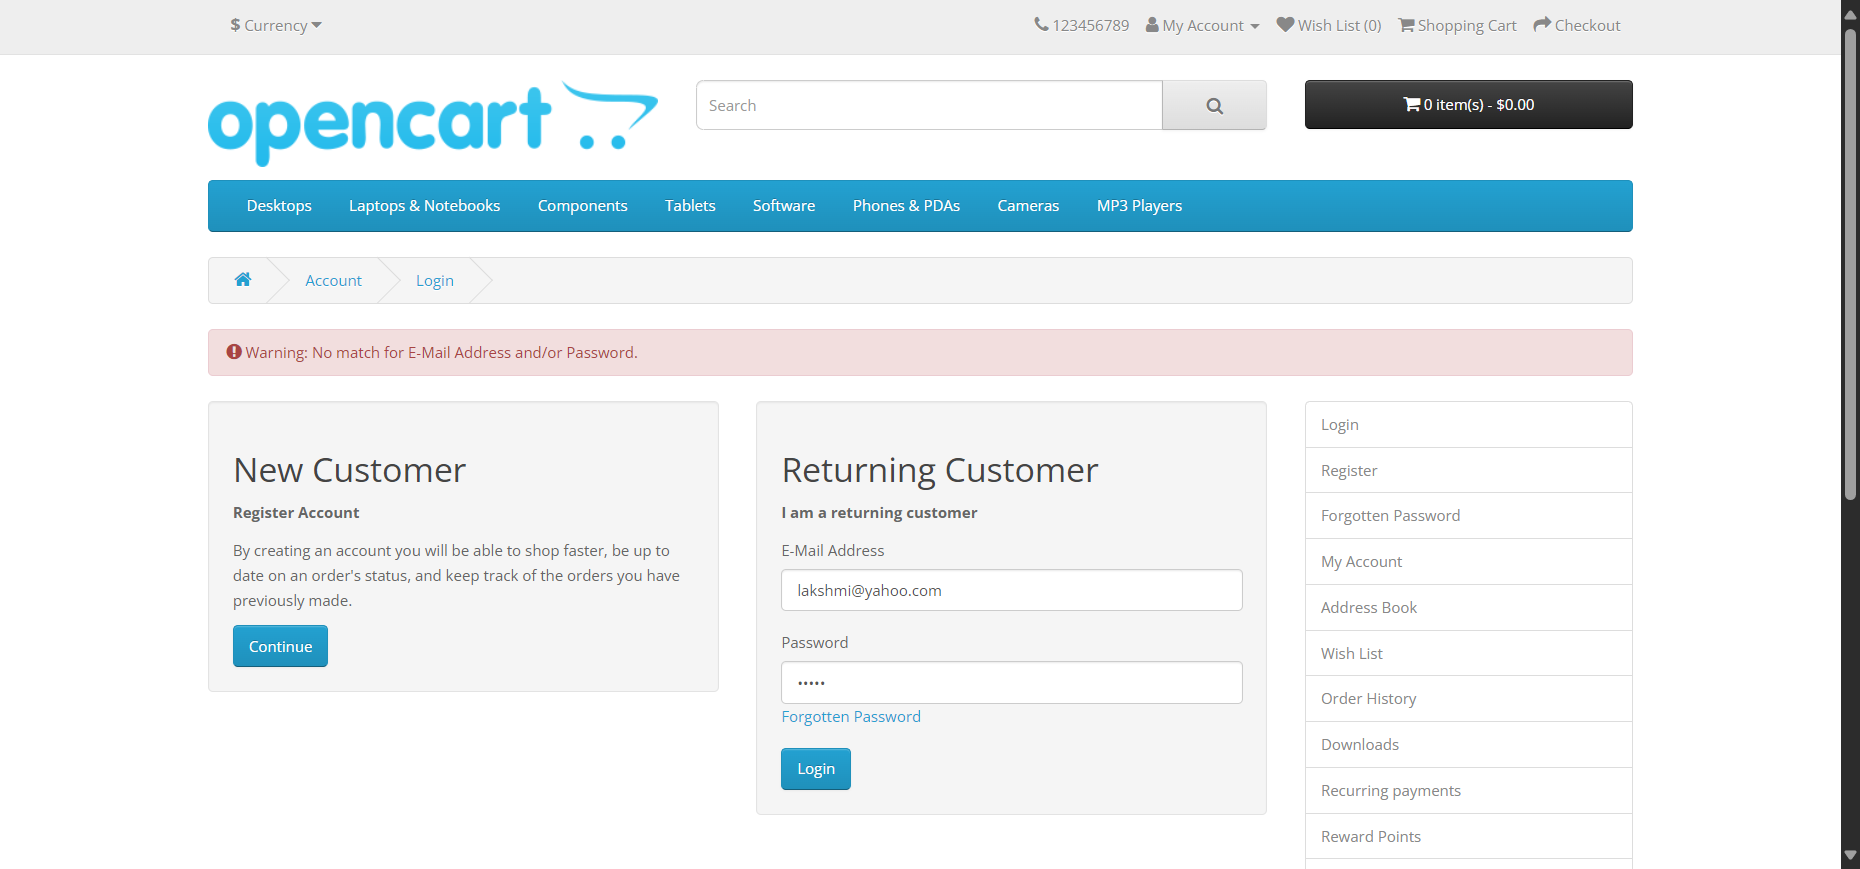 $ Currency
123456789 My Account Wish List (0) Shopping Cart Checkout
opencart
Search
0 item(s) - $0.00
Desktops Laptops & Notebooks Components Tablets Software Phones & PDAs Cameras MP3 Players
Account Login
Warning: No match for E-Mail Address and/or Password.
New Customer
Register Account
By creating an account you will be able to shop faster, be up to
date on an order's status, and keep track of the orders you have
previously made.
Continue
Returning Customer
I am a returning customer
E-Mail Address
lakshmi@yahoo.com
Password
•••••
Forgotten Password
Login
Login
Register
Forgotten Password
My Account
Address Book
Wish List
Order History
Downloads
Recurring payments
Reward Points